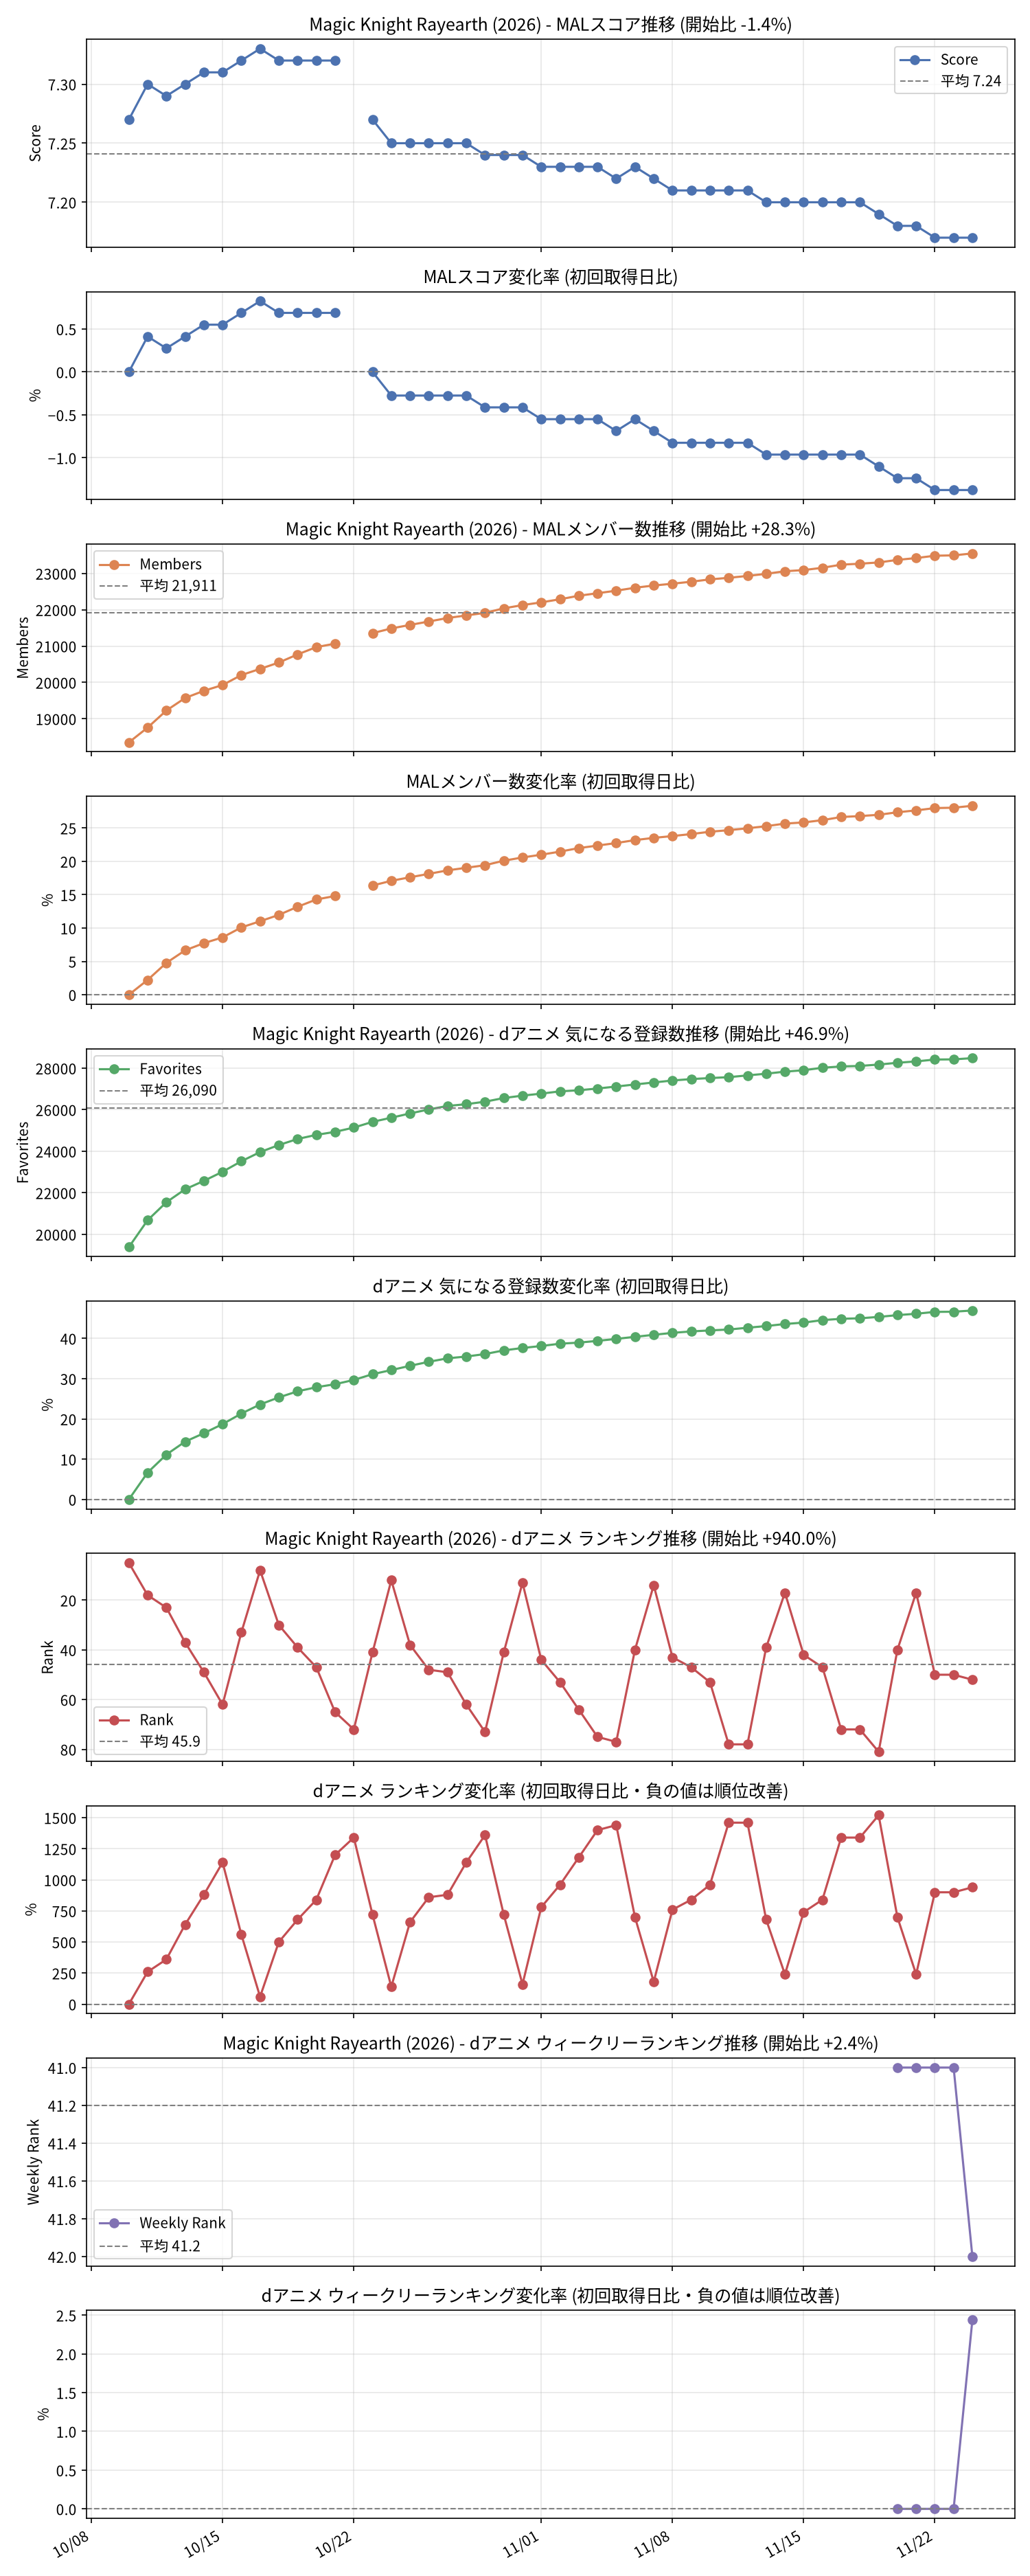 Magic Knight Rayearth (2026) - MALスコア推移 (開始比 -1.4%)
Score
7.30
7.25
7.20
Score
平均 7.24
MALスコア変化率 (初回取得日比)
%
0.5
0.0
−0.5
−1.0
Magic Knight Rayearth (2026) - MALメンバー数推移 (開始比 +28.3%)
Members
23000
22000
21000
20000
19000
Members
平均 21,911
MALメンバー数変化率 (初回取得日比)
%
25
20
15
10
5
0
Magic Knight Rayearth (2026) - dアニメ 気になる登録数推移 (開始比 +46.9%)
Favorites
28000
26000
24000
22000
20000
Favorites
平均 26,090
dアニメ 気になる登録数変化率 (初回取得日比)
%
40
30
20
10
0
Magic Knight Rayearth (2026) - dアニメ ランキング推移 (開始比 +940.0%)
Rank
20
40
60
80
Rank
平均 45.9
dアニメ ランキング変化率 (初回取得日比・負の値は順位改善)
%
1500
1250
1000
750
500
250
0
Magic Knight Rayearth (2026) - dアニメ ウィークリーランキング推移 (開始比 +2.4%)
Weekly Rank
41.0
41.2
41.4
41.6
41.8
42.0
Weekly Rank
平均 41.2
dアニメ ウィークリーランキング変化率 (初回取得日比・負の値は順位改善)
%
2.5
2.0
1.5
1.0
0.5
0.0
10/08
10/15
10/22
11/01
11/08
11/15
11/22